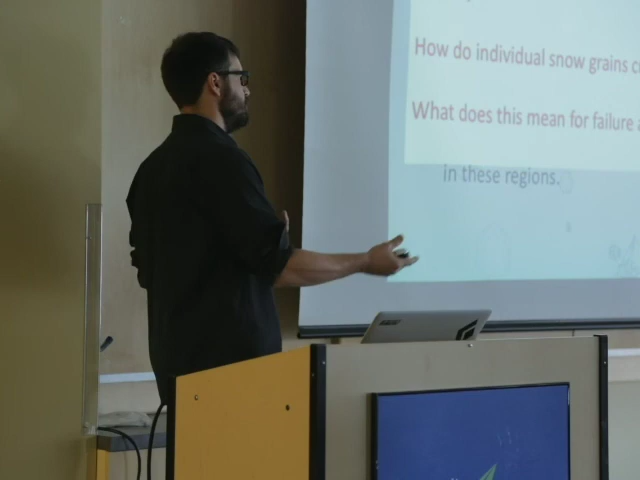 How do individual snow grains
What does this mean for failure
in these regions.